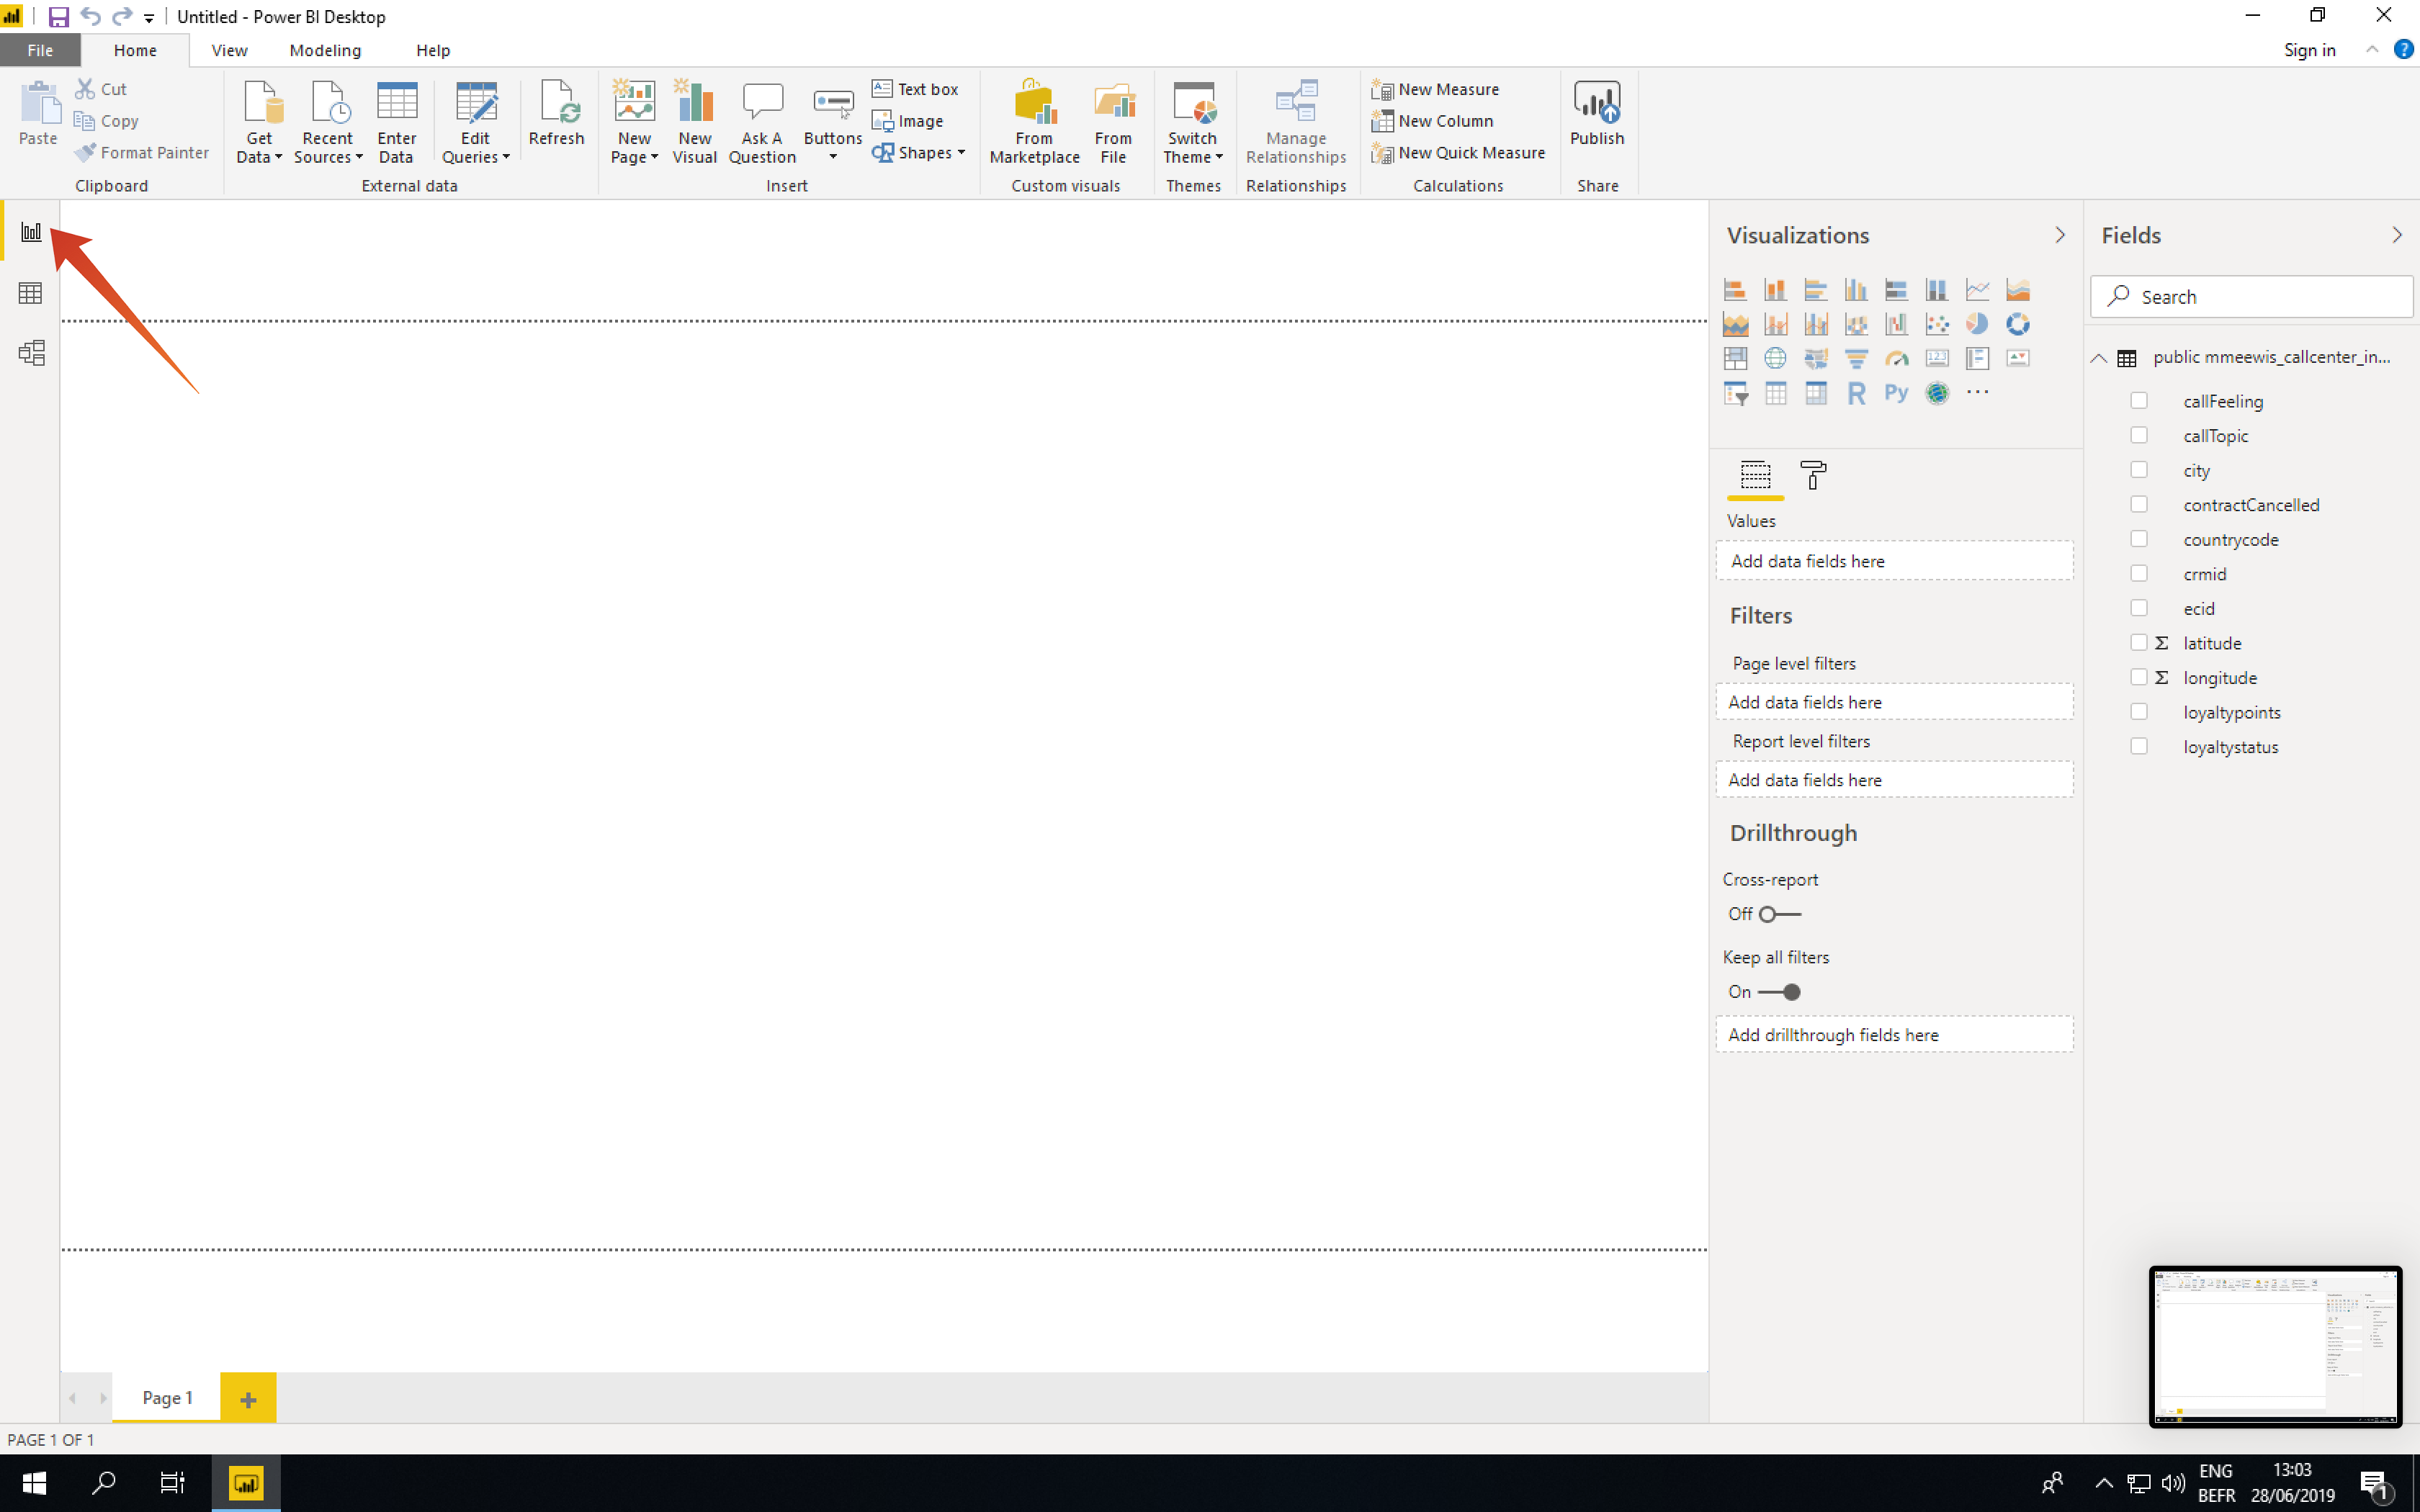 Untitled - Power BI Desktop
File Home View Modeling Help Sign in
Paste
Cut
Copy
Format Painter
Clipboard
Get Data
Recent Sources
Enter Data
Edit Queries
Refresh
External data
New Page
New Visual
Ask A Question
Buttons
Text box
Image
Shapes
Insert
From Marketplace
From File
Custom visuals
Switch Theme
Themes
Manage Relationships
Relationships
New Measure
New Column
New Quick Measure
Calculations
Publish
Share
Visualizations
123
R
Py
Values
Add data fields here
Filters
Page level filters
Add data fields here
Report level filters
Add data fields here
Drillthrough
Cross-report
Off
Keep all filters
On
Add drillthrough fields here
Fields
Search
public mmeewis_callcenter_in...
callFeeling
callTopic
city
contractCancelled
countrycode
crmid
ecid
Σ latitude
Σ longitude
loyaltypoints
loyaltystatus
Page 1
PAGE 1 OF 1
ENG
BEFR
13:03
28/06/2019
1